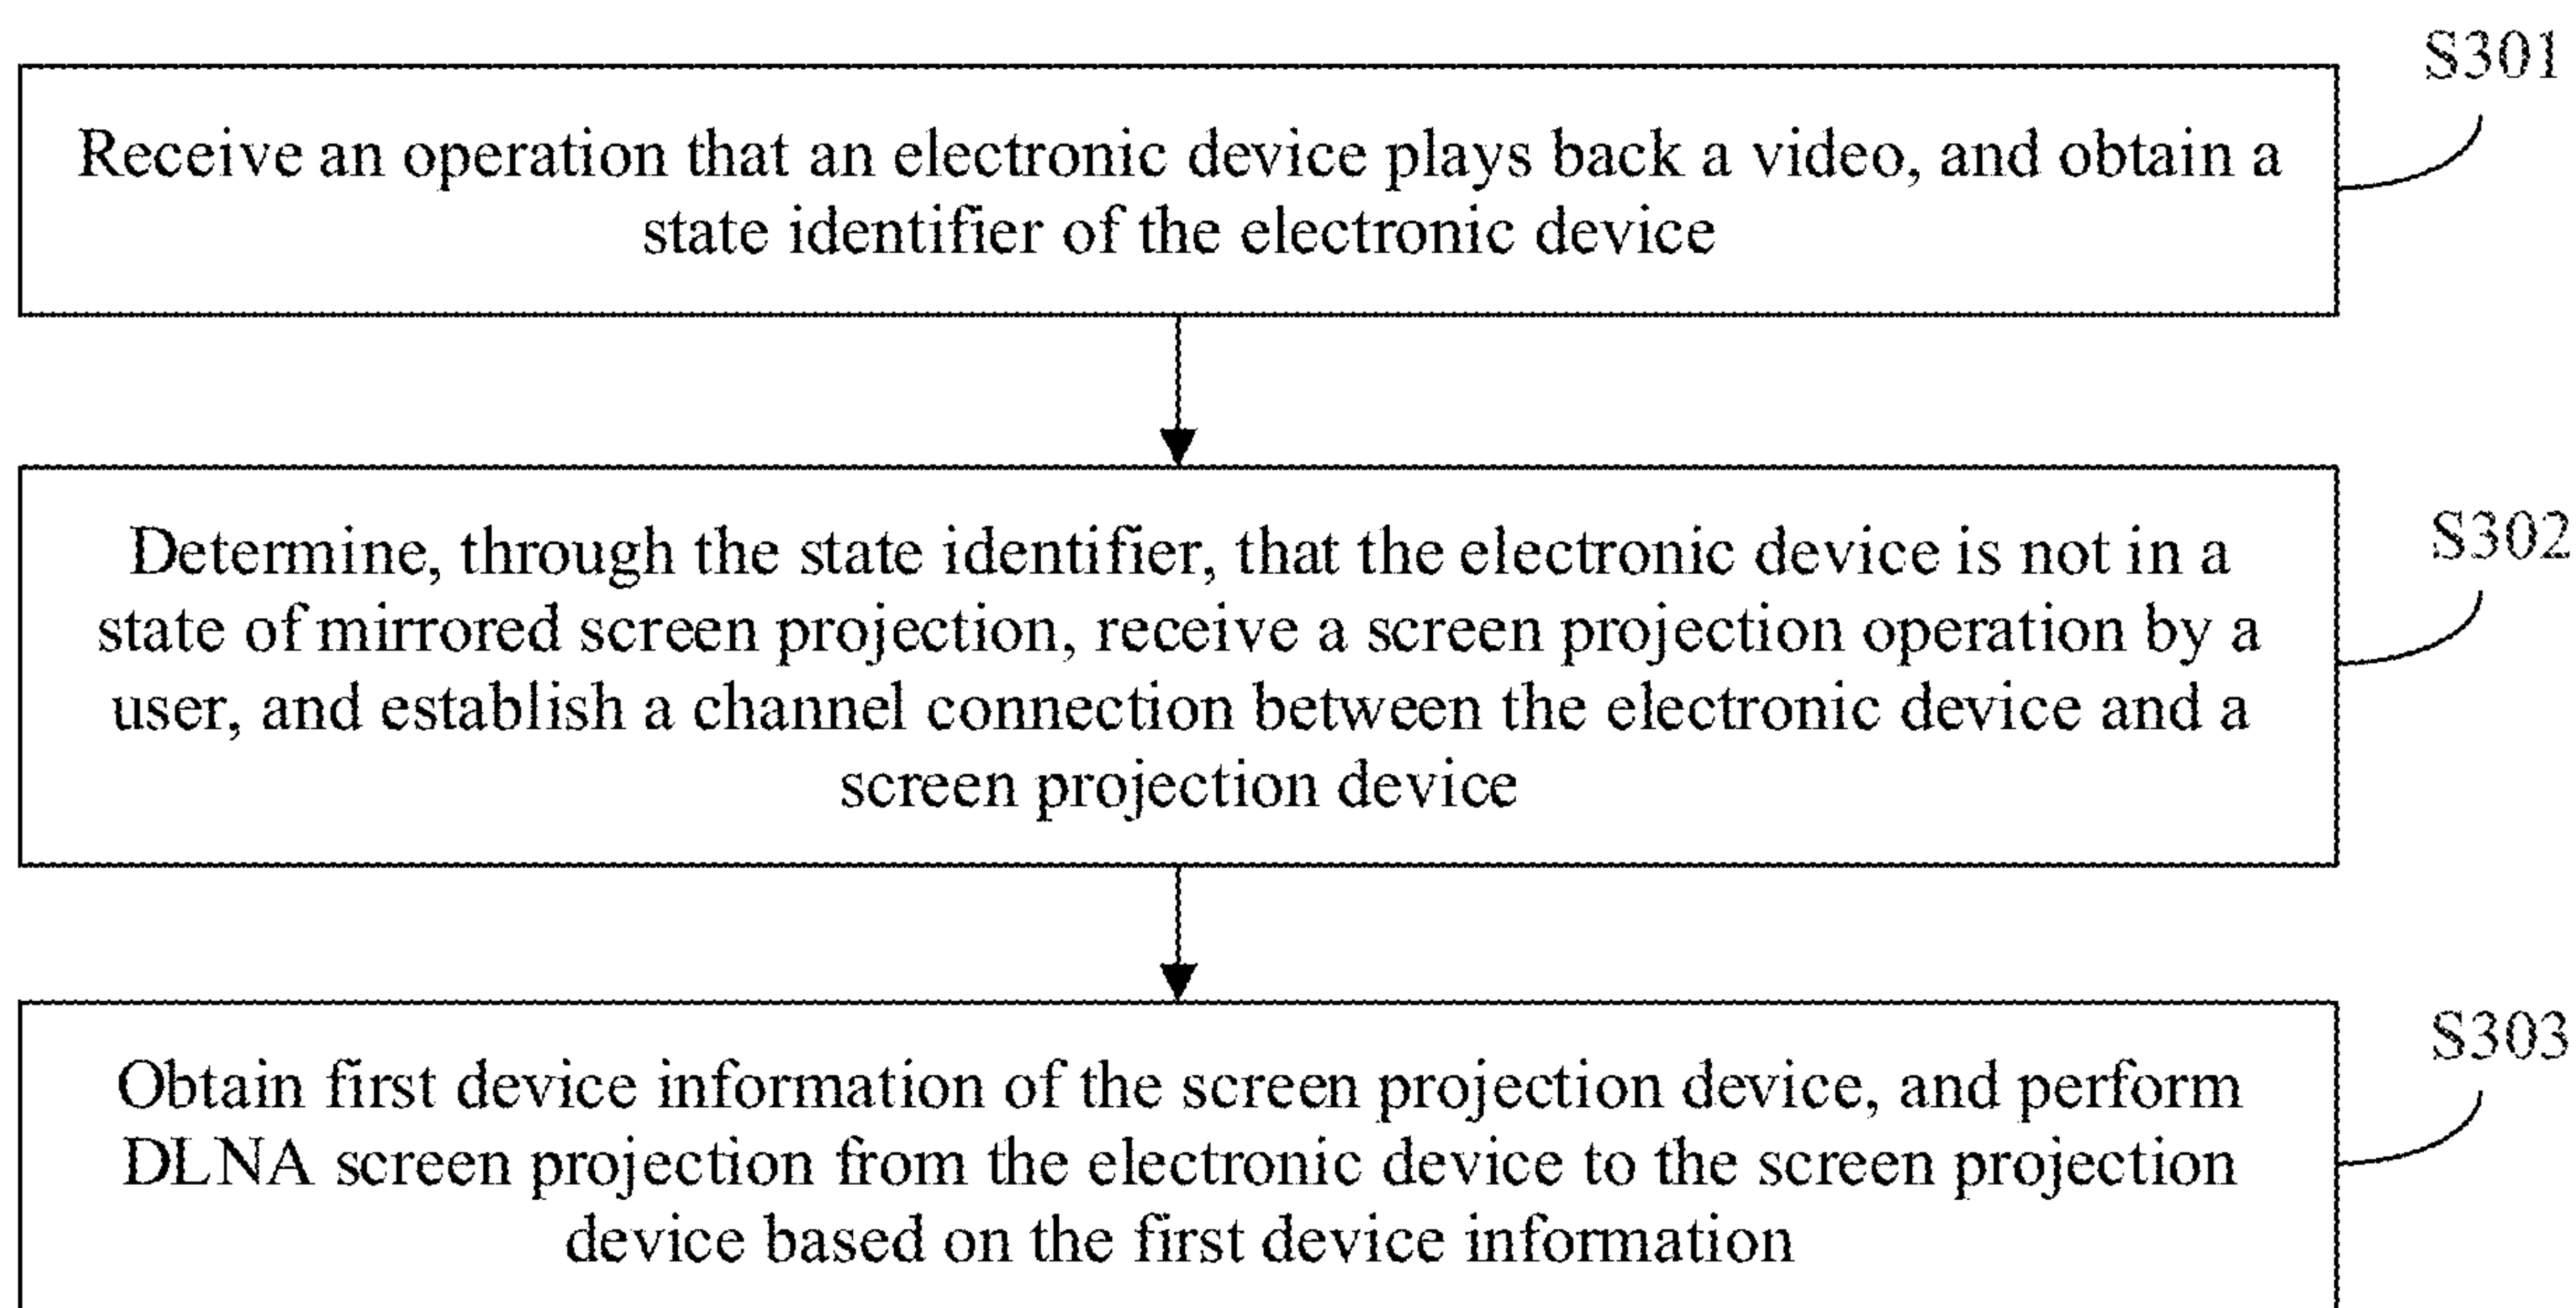 S301
Receive an operation that an electronic device plays back a video, and obtain a
state identifier of the electronic device
S302
Determine, through the state identifier, that the electronic device is not in a
state of mirrored screen projection, receive a screen projection operation by a
user, and establish a channel connection between the electronic device and a
screen projection device
S303
Obtain first device information of the screen projection device, and perform
DLNA screen projection from the electronic device to the screen projection
device based on the first device information